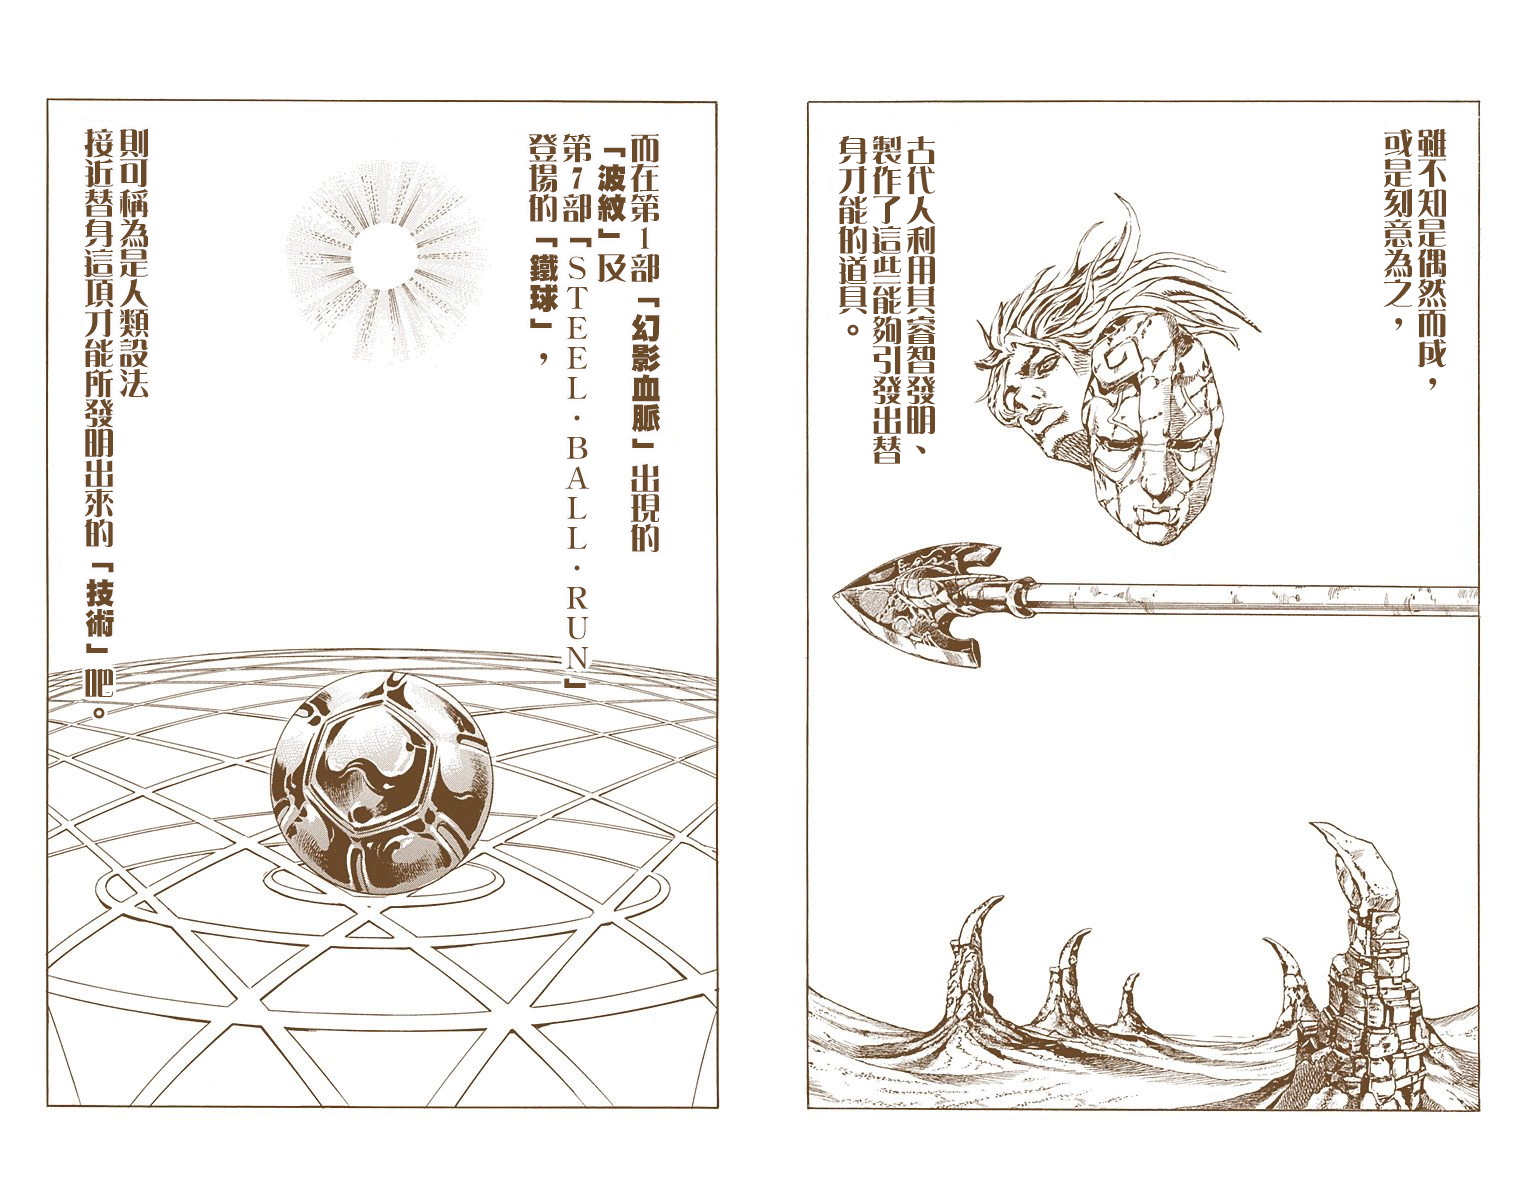 雖不知是偶然而成，
或是刻意為之，
古代人利用其睿智發明、
製作了這些能夠引發出替
身才能的道具。
而在第1部『幻影血脈』出現的
『波紋』及
第7部『STEEL‧BALL‧RUN』
登場的『鐵球』，
則可稱為是人類設法
接近替身這項才能所發明出來的『技術』吧。